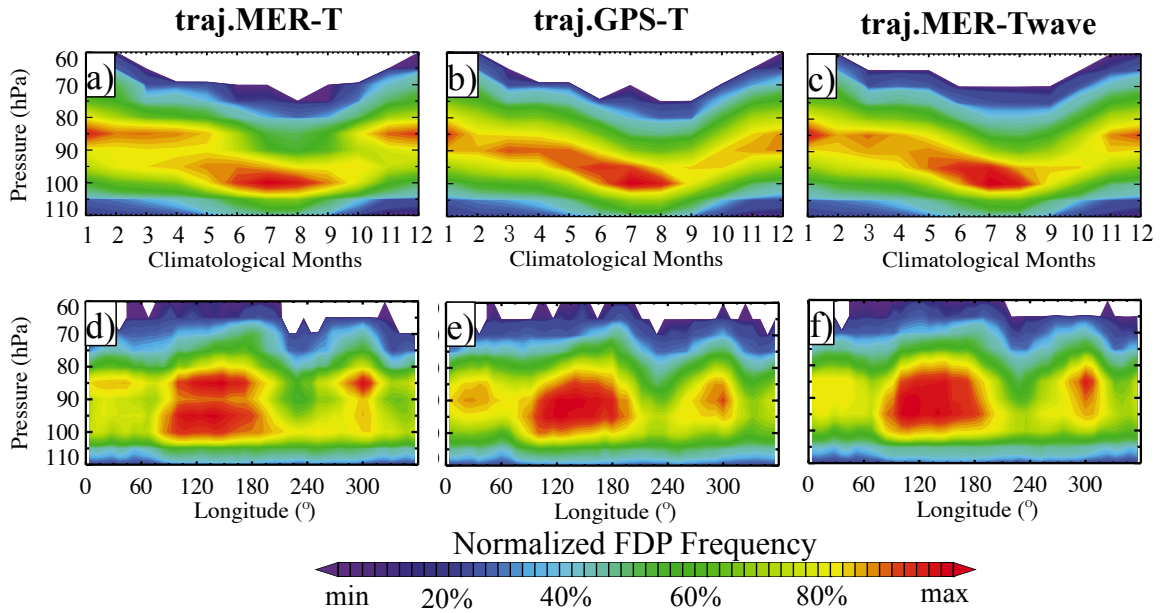 traj.MER-T traj.GPS-T traj.MER-Twave
Pressure (hPa)
60
70
80
90
100
110
a)
b)
c)
1 2 3 4 5 6 7 8 9 10 11 12
1 2 3 4 5 6 7 8 9 10 11 12
1 2 3 4 5 6 7 8 9 10 11 12
Climatological Months Climatological Months Climatological Months
Pressure (hPa)
60
70
80
90
100
110
d)
e)
f)
0 60 120 180 240 300
0 60 120 180 240 300
0 60 120 180 240 300
Longitude (°) Longitude (°) Longitude (°)
Normalized FDP Frequency
min 20% 40% 60% 80% max